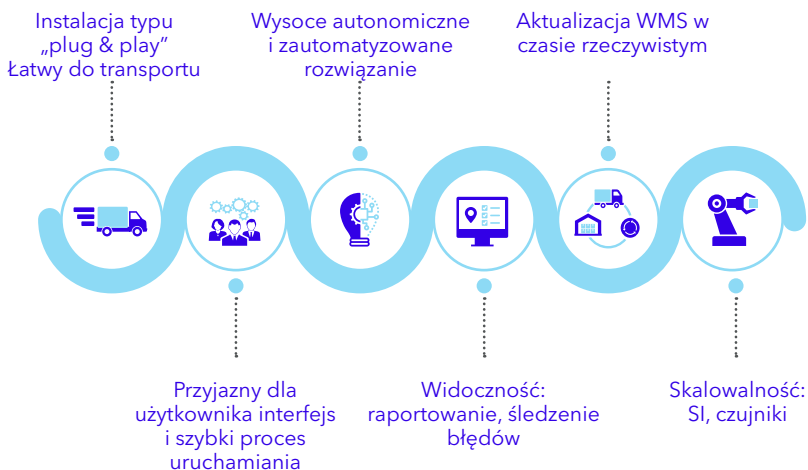 Instalacja typu
„plug & play”
Łatwy do transportu
Wysoce autonomiczne
i zautomatyzowane
rozwiązanie
Aktualizacja WMS w
czasie rzeczywistym
Przyjazny dla
użytkownika interfejs
i szybki proces
uruchamiania
Widoczność:
raportowanie, śledzenie
błędów
Skalowalność:
SI, czujniki